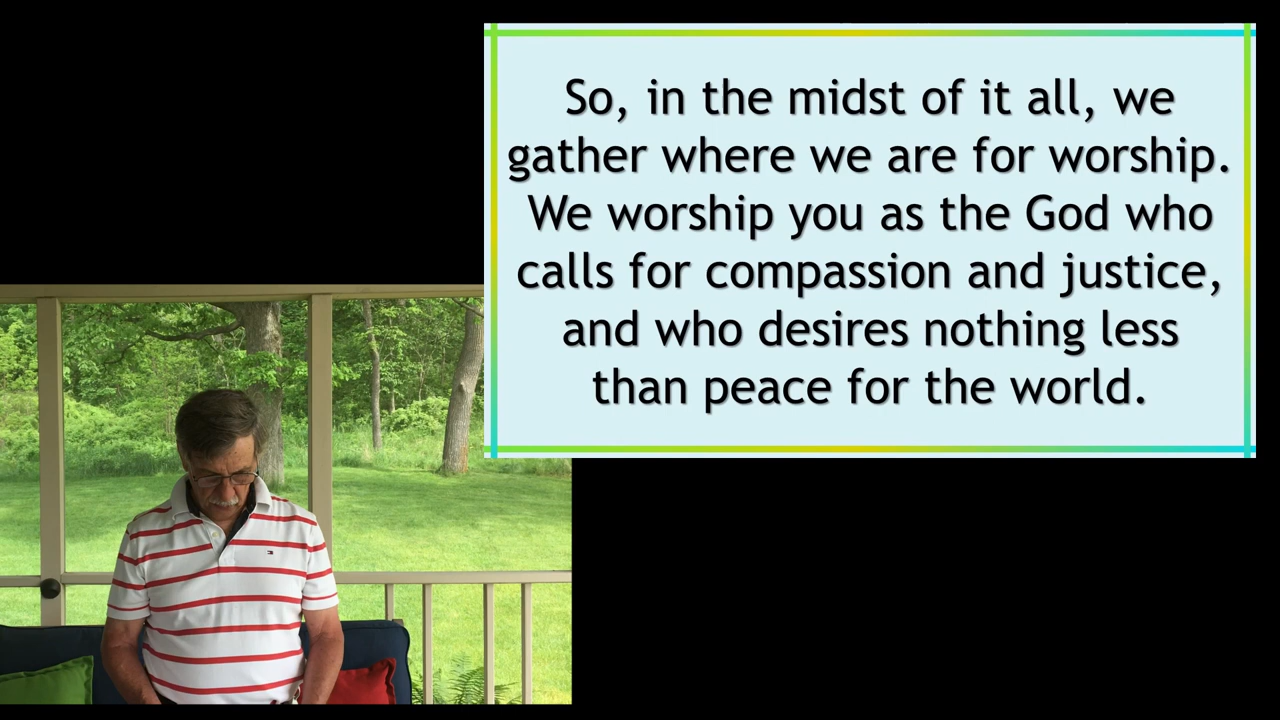 So, in the midst of it all, we
gather where we are for worship.
We worship you as the God who
calls for compassion and justice,
and who desires nothing less
than peace for the world.